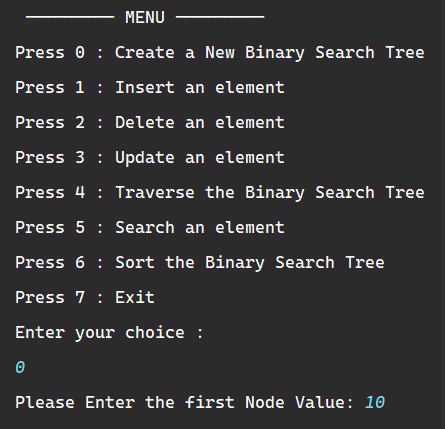 ────────── MENU ──────────
Press 0 : Create a New Binary Search Tree
Press 1 : Insert an element
Press 2 : Delete an element
Press 3 : Update an element
Press 4 : Traverse the Binary Search Tree
Press 5 : Search an element
Press 6 : Sort the Binary Search Tree
Press 7 : Exit
Enter your choice :
0
Please Enter the first Node Value: 10